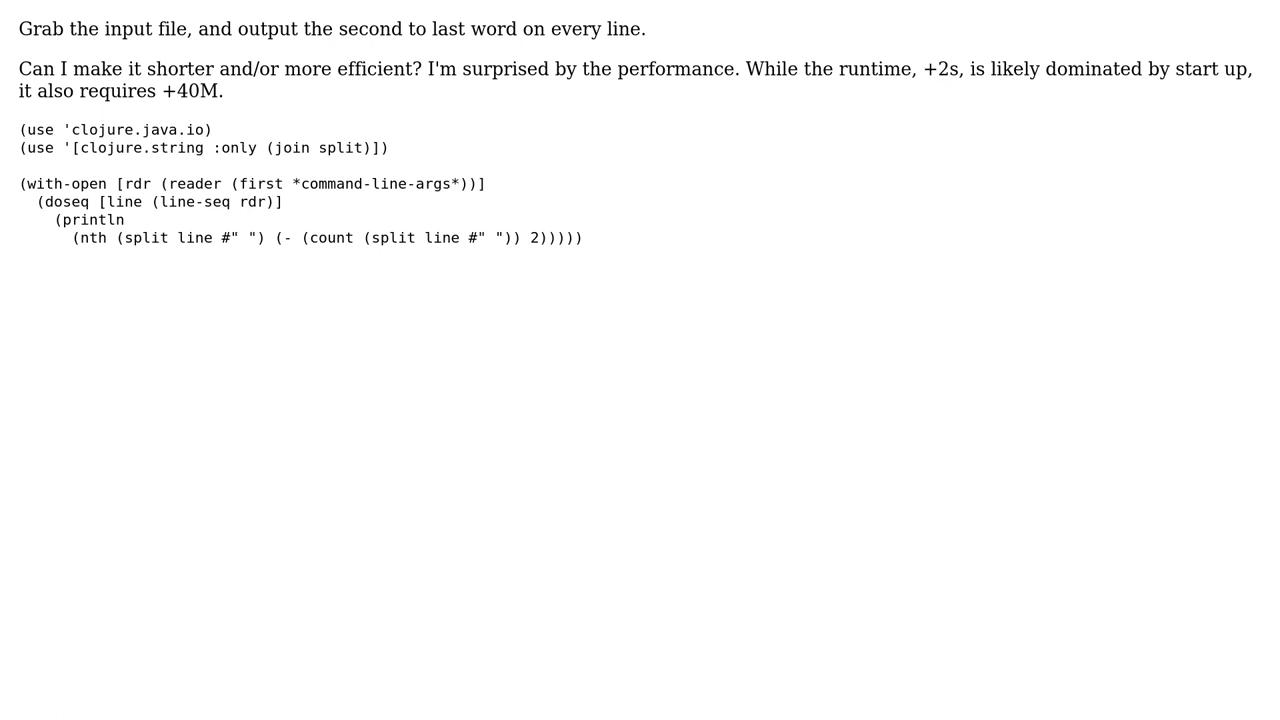 Grab the input file, and output the second to last word on every line.
Can I make it shorter and/or more efficient? I'm surprised by the performance. While the runtime, +2s, is likely dominated by start up,
it also requires +40M.
(use 'clojure.java.io)
(use '[clojure.string :only (join split)])
(with-open [rdr (reader (first *command-line-args*))]
  (doseq [line (line-seq rdr)]
    (println
      (nth (split line #" ") (- (count (split line #" ")) 2)))))